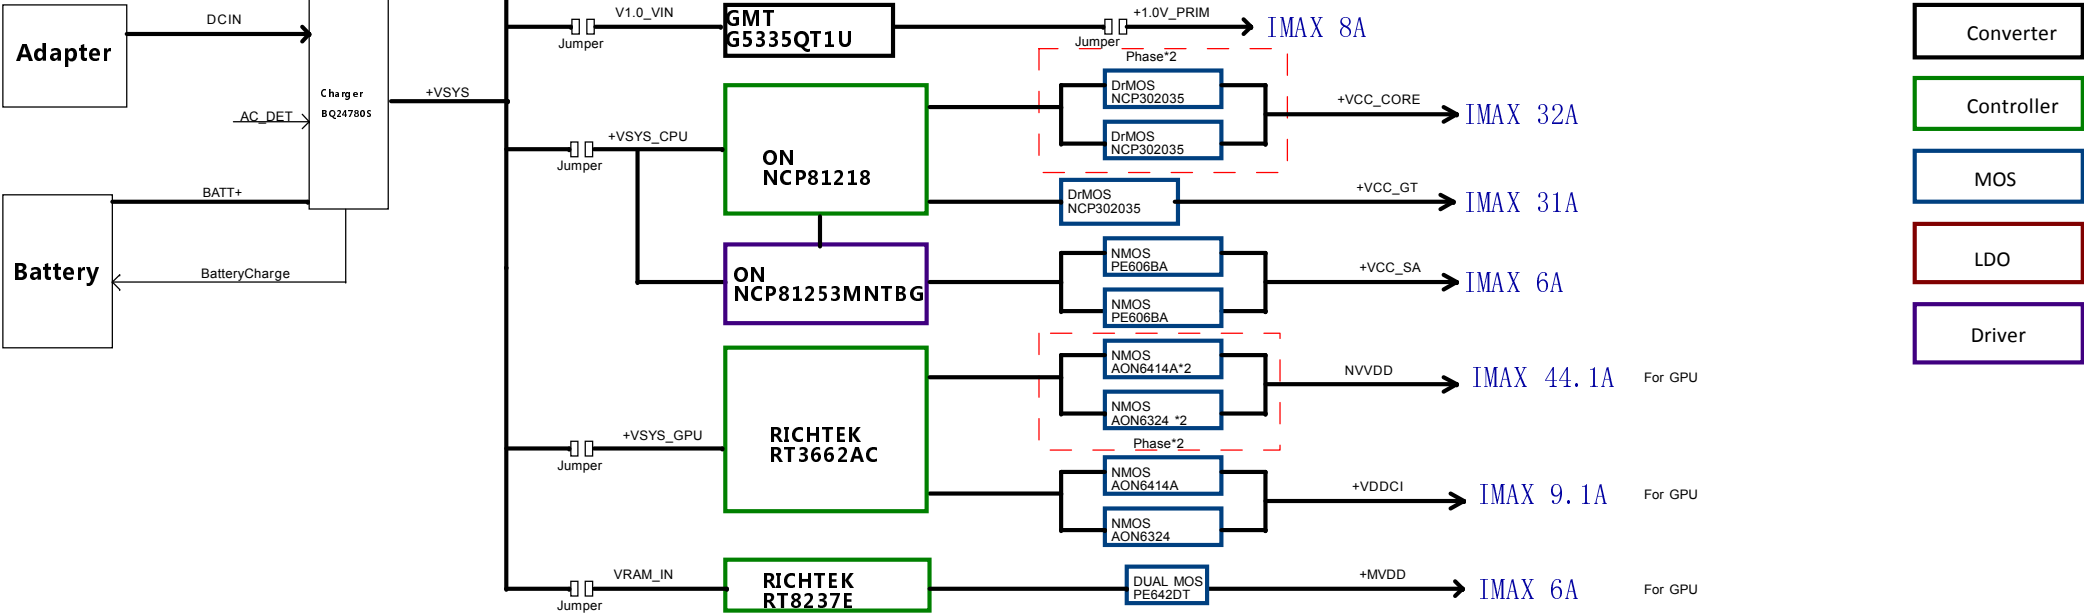 Adapter
DCIN
Charger
BQ24780S
AC_DET
BATT+
Battery
BatteryCharge
+VSYS
Jumper
V1.0_VIN
GMT
G5335QT1U
Jumper
+1.0V_PRIM
IMAX 8A
Jumper
+VSYS_CPU
ON
NCP81218
Phase*2
DrMOS
NCP302035
DrMOS
NCP302035
+VCC_CORE
IMAX 32A
DrMOS
NCP302035
+VCC_GT
IMAX 31A
ON
NCP81253MNTBG
NMOS
PE606BA
NMOS
PE606BA
+VCC_SA
IMAX 6A
Jumper
+VSYS_GPU
RICHTEK
RT3662AC
NMOS
AON6414A*2
NMOS
AON6324 *2
Phase*2
NVVDD
IMAX 44.1A
For GPU
NMOS
AON6414A
NMOS
AON6324
+VDDCI
IMAX 9.1A
For GPU
Jumper
VRAM_IN
RICHTEK
RT8237E
DUAL MOS
PE642DT
+MVDD
IMAX 6A
For GPU
Converter
Controller
MOS
LDO
Driver